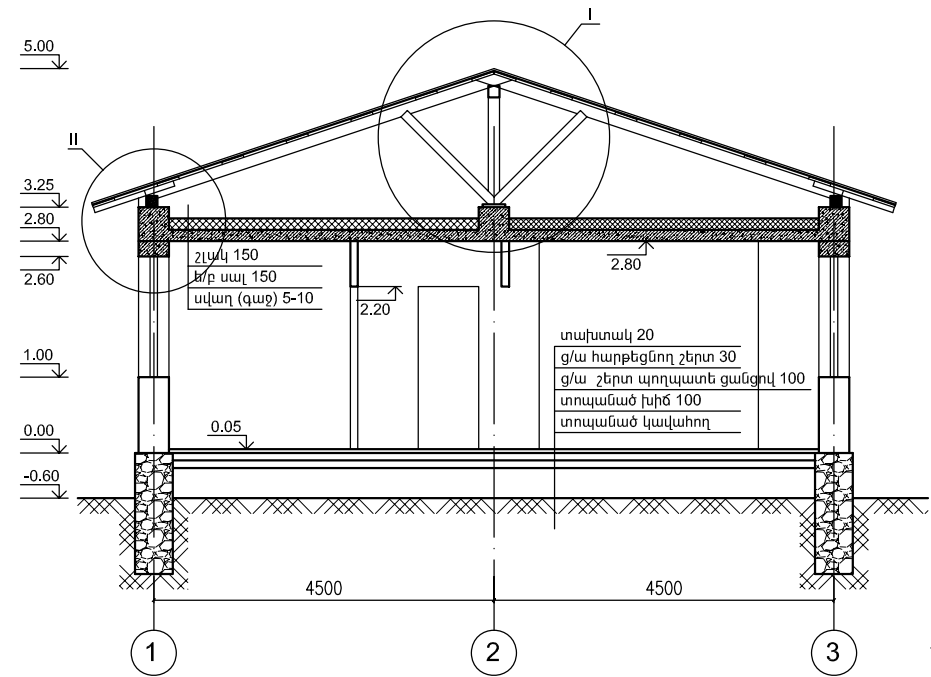 I
5.00
II
3.25
2.80
2.60
շլակ 150
ե/բ սալ 150
սվաղ (գաջ) 5-10
2.80
2.20
տախտակ 20
ց/ա հարթեցնող շերտ 30
ց/ա շերտ պողպատե ցանցով 100
տոպանած խիճ 100
տոպանած կավահող
1.00
0.05
0.00
-0.60
4500
4500
1
2
3